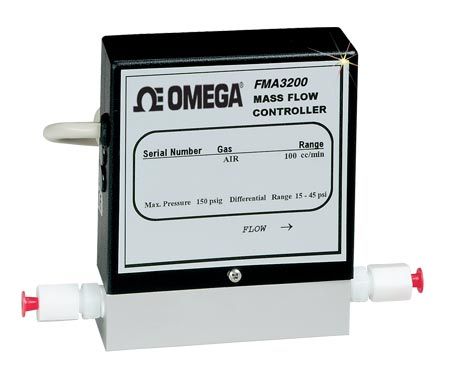 ΩE OMEGA®
FMA3200
MASS FLOW
CONTROLLER
Serial Number Gas Range
AIR 100 cc/min
Max. Pressure 150 psig Differential Range 15 - 45 psi
FLOW →